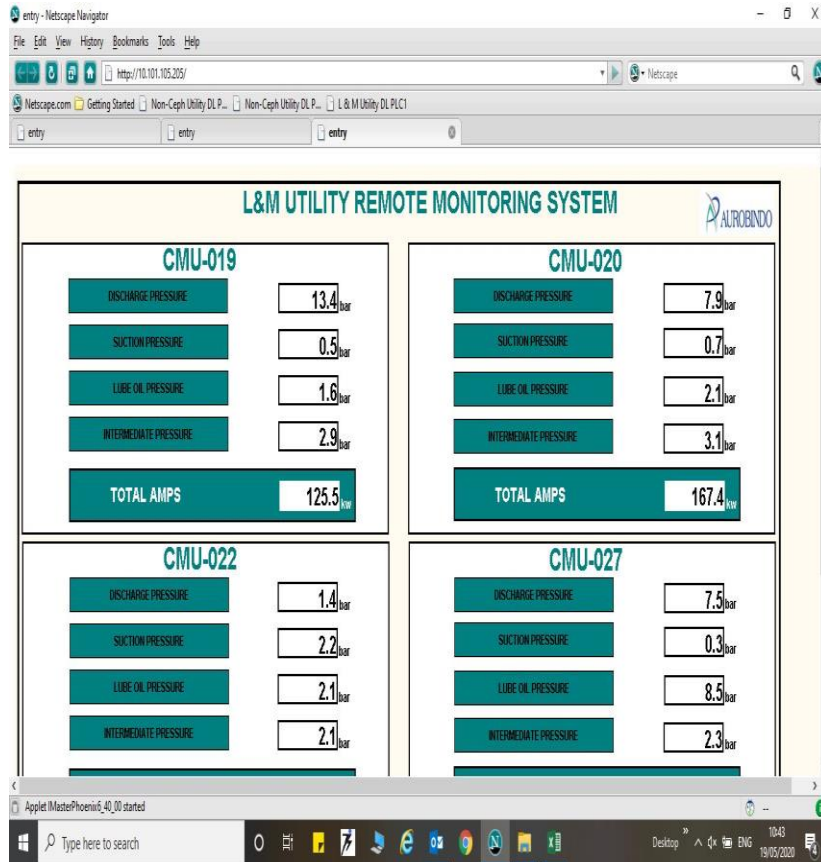 entry - Netscape Navigator
File Edit View History Bookmarks Tools Help
http://10.101.105.205/
Netscape
Netscape.com Getting Started Non-Ceph Utility DL P... Non-Ceph Utility DL P... L & M Utility DL PLC1
entry entry entry
L&M UTILITY REMOTE MONITORING SYSTEM
AUROBINDO
CMU-019
DISCHARGE PRESSURE 13.4 bar
SUCTION PRESSURE 0.5 bar
LUBE OIL PRESSURE 1.6 bar
INTERMEDIATE PRESSURE 2.9 bar
TOTAL AMPS 125.5 kw
CMU-020
DISCHARGE PRESSURE 7.9 bar
SUCTION PRESSURE 0.7 bar
LUBE OIL PRESSURE 2.1 bar
INTERMEDIATE PRESSURE 3.1 bar
TOTAL AMPS 167.4 kw
CMU-022
DISCHARGE PRESSURE 1.4 bar
SUCTION PRESSURE 2.2 bar
LUBE OIL PRESSURE 2.1 bar
INTERMEDIATE PRESSURE 2.1 bar
CMU-027
DISCHARGE PRESSURE 7.5 bar
SUCTION PRESSURE 0.3 bar
LUBE OIL PRESSURE 8.5 bar
INTERMEDIATE PRESSURE 2.3 bar
Applet IMasterPhoenix6_40_00 started
Type here to search
Desktop ENG 10:43
19/05/2020